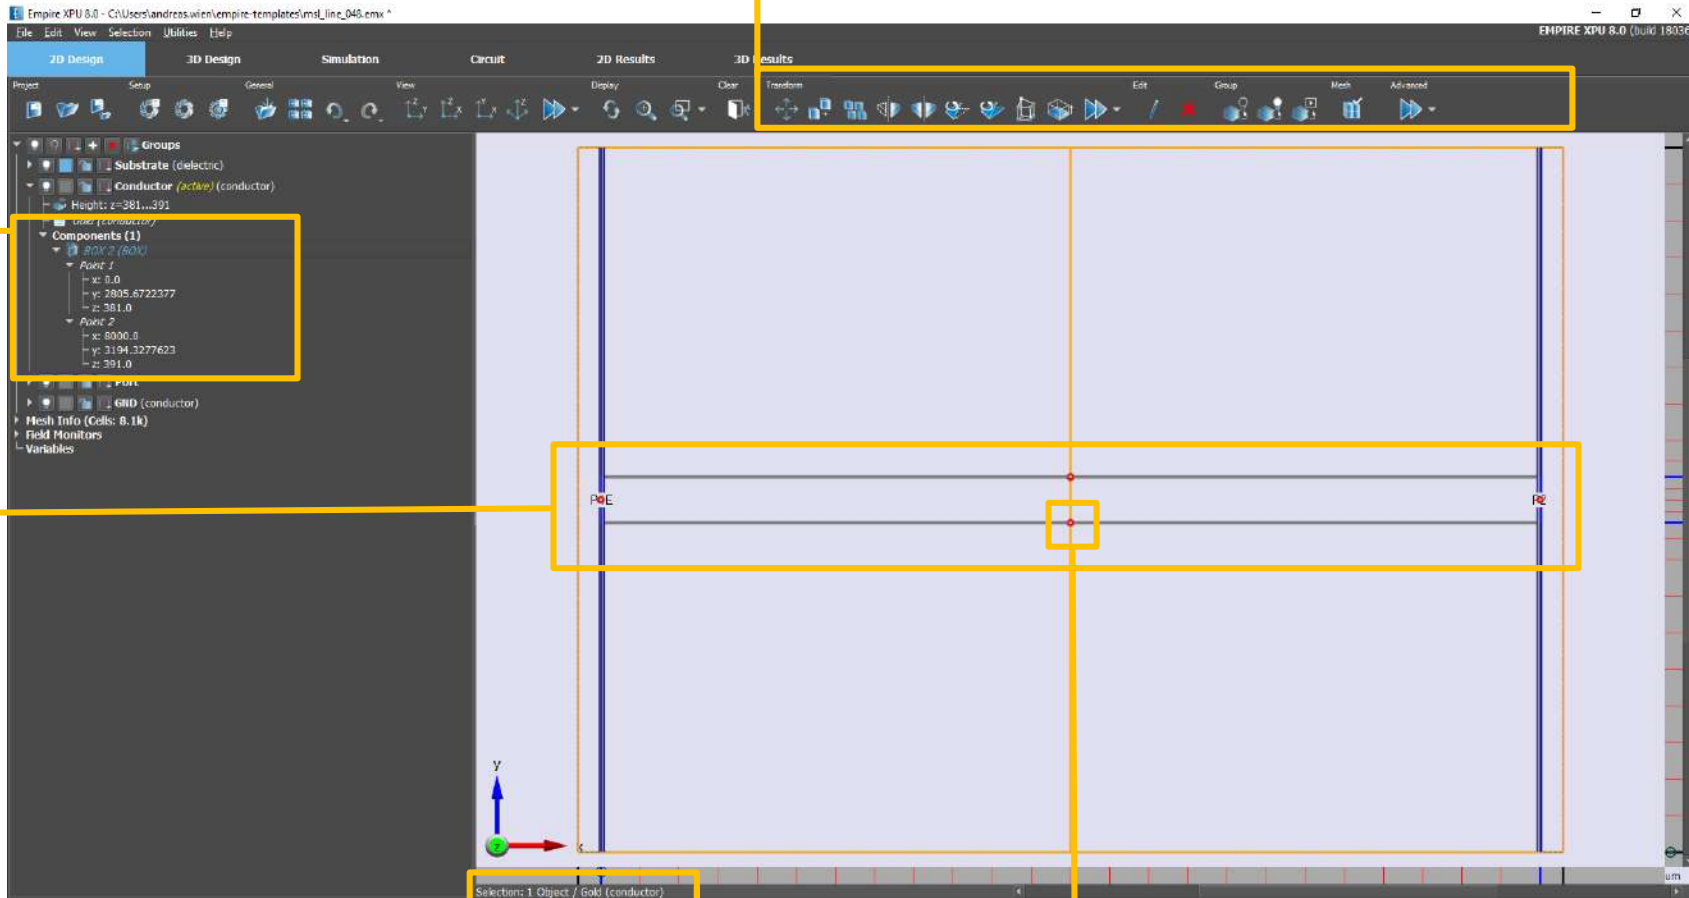 Empire XPU 8.0 - C:\Users\andreas.wien\empire-templates\msl_line_048.emx *
File Edit View Selection Utilities Help
EMPIRE XPU 8.0 (build 18036
2D Design 3D Design Simulation Circuit 2D Results 3D Results
Project Setup General View Display Clear Transform Edit Group Mesh Advanced
Groups
Substrate (dielectric)
Conductor (active) (conductor)
Height: z=381...391
Gold (conductor)
Components (1)
BOX 2 (BOX)
Point 1
x: 0.0
y: 2805.6722377
z: 381.0
Point 2
x: 8000.0
y: 3194.3277623
z: 391.0
Port
GND (conductor)
Mesh Info (Cells: 8.1k)
Field Monitors
Variables
P2
y
z
x
um
Selection: 1 Object / Gold (conductor)